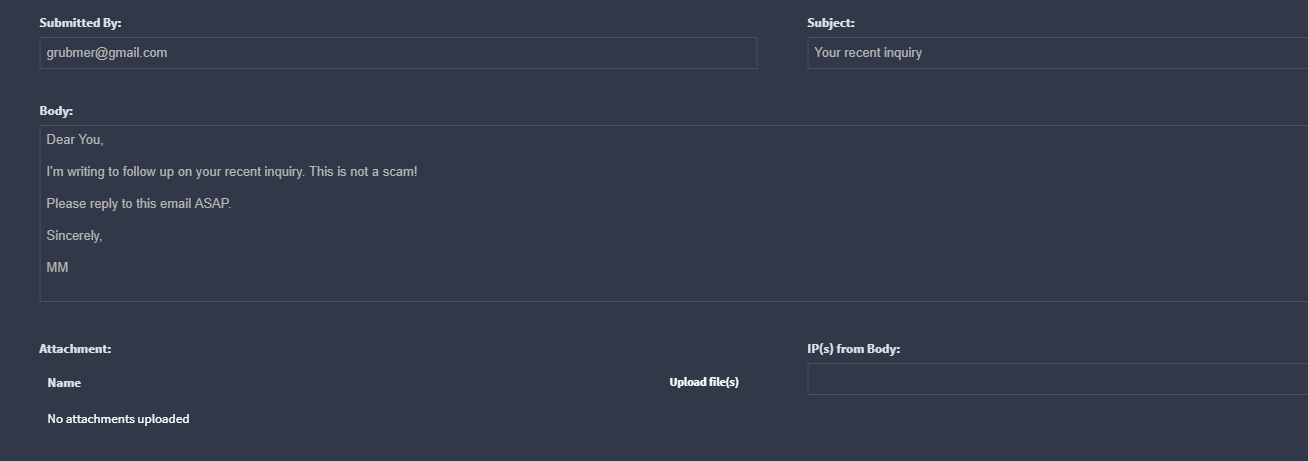 Submitted By:
Subject:
grubmer@gmail.com
Your recent inquiry
Body:
Dear You,
I'm writing to follow up on your recent inquiry. This is not a scam!
Please reply to this email ASAP.
Sincerely,
MM
Attachment:
IP(s) from Body:
Name
Upload file(s)
No attachments uploaded